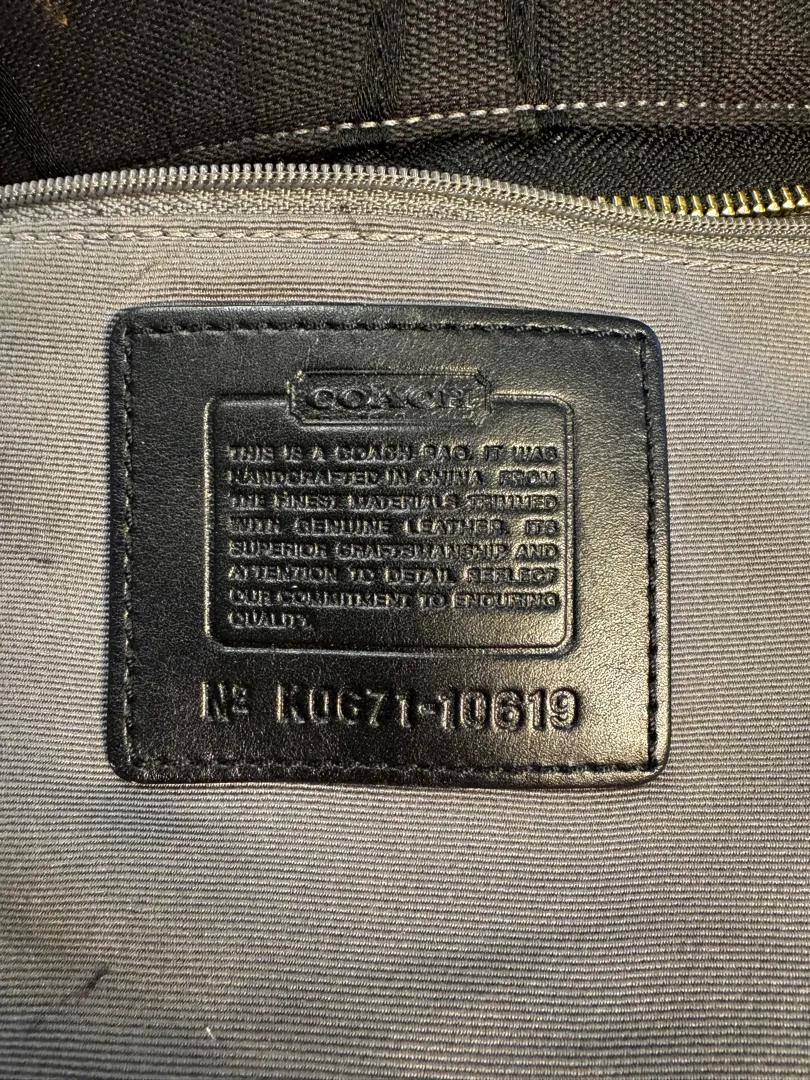 COACH
THIS IS A COACH BAG. IT WAS
HANDCRAFTED IN CHINA FROM
THE FINEST MATERIALS TRIMMED
WITH GENUINE LEATHER. ITS
SUPERIOR CRAFTSMANSHIP AND
ATTENTION TO DETAIL REFLECT
OUR COMMITMENT TO ENDURING
QUALITY.
Nº K0671-10619